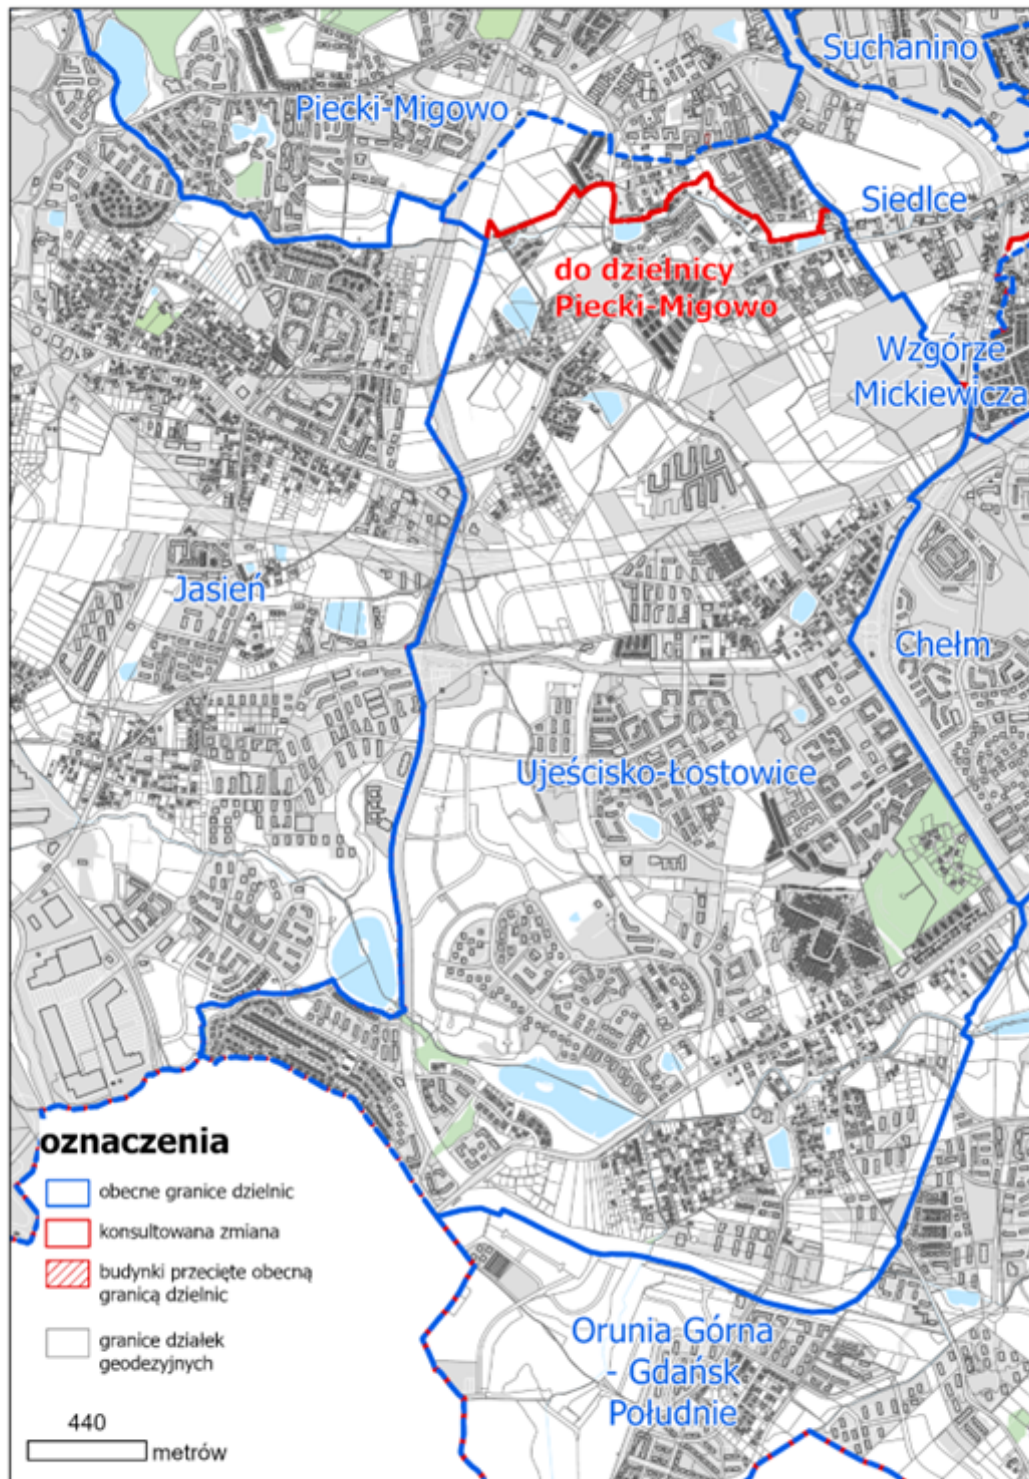 Suchanino
Piecki-Migowo
Siedlce
do dzielnicy
Piecki-Migowo
Wzgórze
Mickiewicza
Jasień
Chełm
Ujeścisko-Łostowice
oznaczenia
obecne granice dzielnic
konsultowana zmiana
budynki przecięte obecną
granicą dzielnic
granice działek
geodezyjnych
440
metrów
Orunia Górna
- Gdańsk
Południe